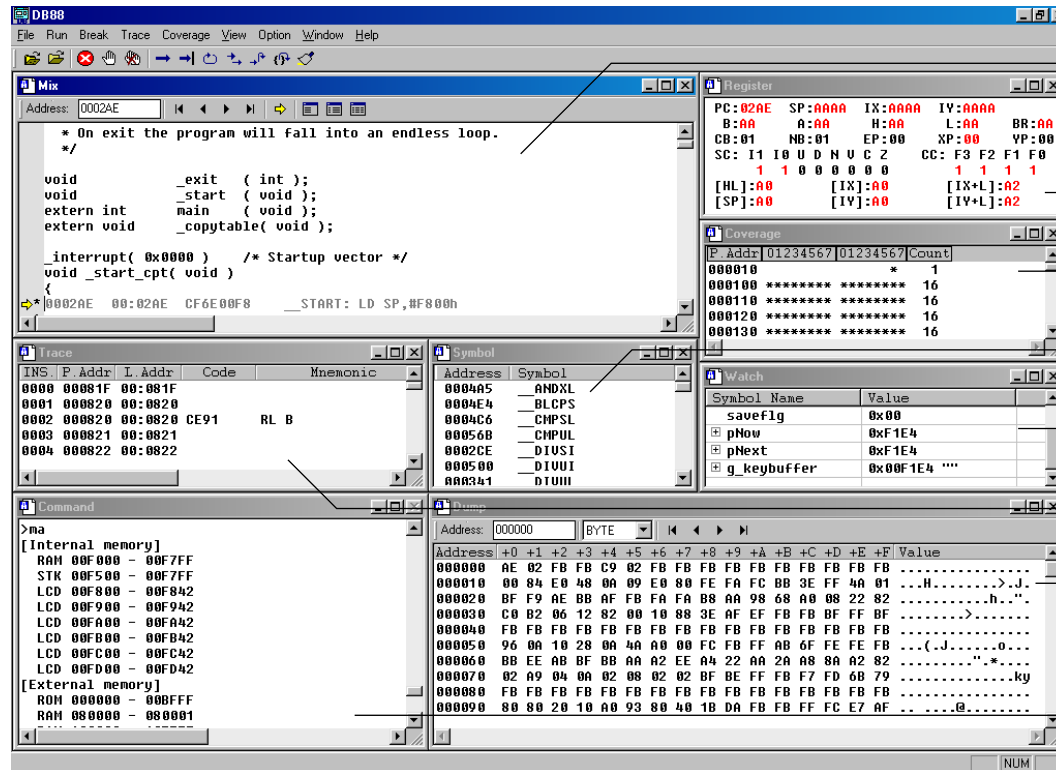 DB88
File Run Break Trace Coverage View Option Window Help
Mix
Address: 0002AE
* On exit the program will fall into an endless loop.
*/
void _exit ( int );
void _start ( void );
extern int main ( void );
extern void _copytable( void );
_interrupt( 0x0000 ) /* Startup vector */
void _start_cpt( void )
{
* 0002AE 00:02AE CF6E00F8 __START: LD SP,#F800h
Register
PC:02AE SP:AAAA IX:AAAA IY:AAAA
B:AA A:AA H:AA L:AA BR:AA
CB:01 NB:01 EP:00 XP:00 YP:00
SC: I1 I0 U D N V C Z CC: F3 F2 F1 F0
1 1 0 0 0 0 0 0 1 1 1 1
[HL]:A0 [IX]:A0 [IX+L]:A2
[SP]:A0 [IY]:A0 [IY+L]:A2
Coverage
P.Addr 01234567 01234567 Count
000010 * 1
000100 ******** ******** 16
000110 ******** ******** 16
000120 ******** ******** 16
000130 ******** ******** 16
Trace
INS. P.Addr L.Addr Code Mnemonic
0000 00081F 00:081F
0001 000820 00:0820
0002 000820 00:0820 CE91 RL B
0003 000821 00:0821
0004 000822 00:0822
Symbol
Address Symbol
0004A5 __ANDXL
0004E4 __BLCPS
0004C6 __CMPSL
00056B __CMPUL
0002CE __DIVSI
000500 __DIVUI
000341
Watch
Symbol Name Value
saveflg 0x00
pNow 0xF1E4
pNext 0xF1E4
g_keybuffer 0x00F1E4 ""
Command
>ma
[Internal memory]
RAM 00F000 - 00F7FF
STK 00F500 - 00F7FF
LCD 00F800 - 00F842
LCD 00F900 - 00F942
LCD 00FA00 - 00FA42
LCD 00FB00 - 00FB42
LCD 00FC00 - 00FC42
LCD 00FD00 - 00FD42
[External memory]
ROM 000000 - 00BFFF
RAM 080000 - 080001
Dump
Address: 000000 BYTE
Address +0 +1 +2 +3 +4 +5 +6 +7 +8 +9 +A +B +C +D +E +F Value
000000 AE 02 FB FB C9 02 FB FB FB FB FB FB FB FB FB FB ................
000010 00 84 E0 48 0A 09 E0 80 FE FA FC BB 3E FF 4A 01 ...H........>.J.
000020 BF F9 AE BB AF FB FA FA B8 AA 98 68 A0 08 22 82 ...........h..".
000030 C0 B2 06 12 82 00 10 88 3E AF EF FB FB BF FF BF ........>.......
000040 FB FB FB FB FB FB FB FB FB FB FB FB FB FB FB FB ................
000050 96 0A 10 28 0A 4A A0 00 FC FB FF AB 6F FE FE FB ...(.J......o...
000060 BB EE AB BF BB AA A2 EE A4 22 AA 2A A8 8A A2 82 .........".*....
000070 02 A9 04 0A 02 08 02 02 BF BE FF FB F7 FD 6B 79 ..............ky
000080 FB FB FB FB FB FB FB FB FB FB FB FB FB FB FB FB ................
000090 80 80 20 10 A0 93 80 40 1B DA FB FB FF FC E7 AF .. ....@........
NUM